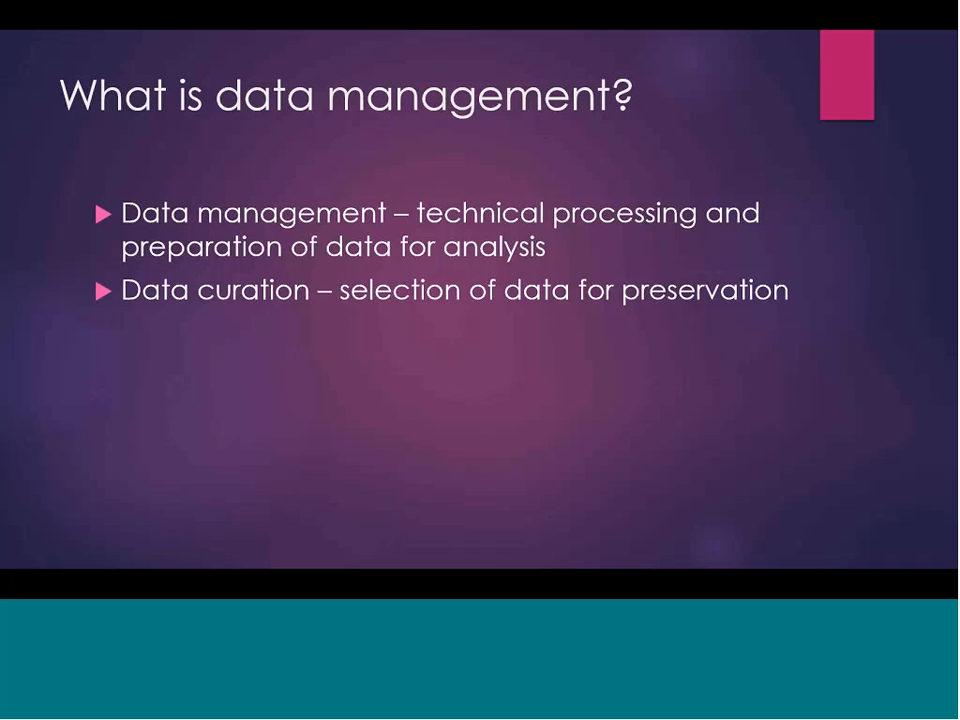 What is data management?
Data management – technical processing and
preparation of data for analysis
Data curation – selection of data for preservation